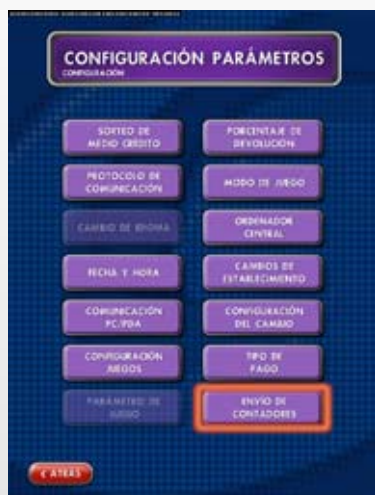 CONFIGURACIÓN PARÁMETROS
CONFIGURACIÓN
SORTEO DE
MEDIO CRÉDITO
PORCENTAJE DE
DEVOLUCIÓN
PROTOCOLO DE
COMUNICACIÓN
MODO DE JUEGO
CAMBIO DE IDIOMA
ORDENADOR
CENTRAL
FECHA Y HORA
CAMBIOS DE
ESTABLECIMIENTO
COMUNICACIÓN
PC/PDA
CONFIGURACIÓN
DEL CAMBIO
CONFIGURACIÓN
JUEGOS
TIPO DE
PAGO
PARÁMETRO DE
JUEGO
ENVÍO DE
CONTADORES
< ATRÁS